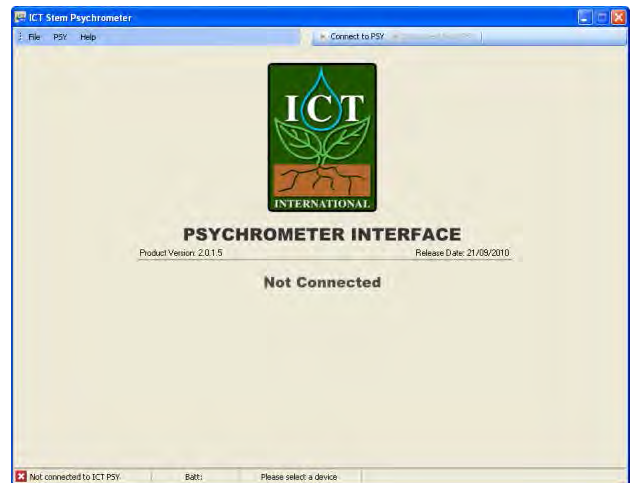 ICT Stem Psychrometer
File PSY Help Connect to PSY
ICT
INTERNATIONAL
PSYCHROMETER INTERFACE
Product Version: 2.0.1.5 Release Date: 21/09/2010
Not Connected
Not connected to ICT PSY Batt: Please select a device